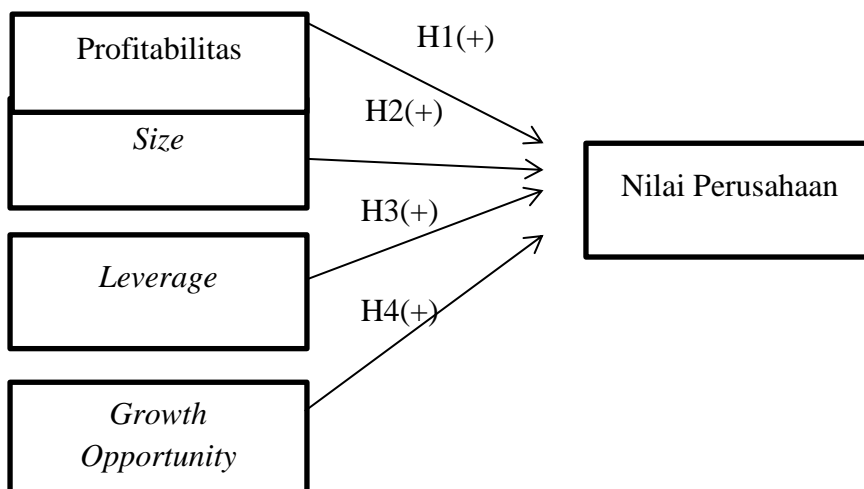 Profitabilitas
H1(+)
H2(+)
Size
Nilai Perusahaan
H3(+)
Leverage
H4(+)
Growth
Opportunity